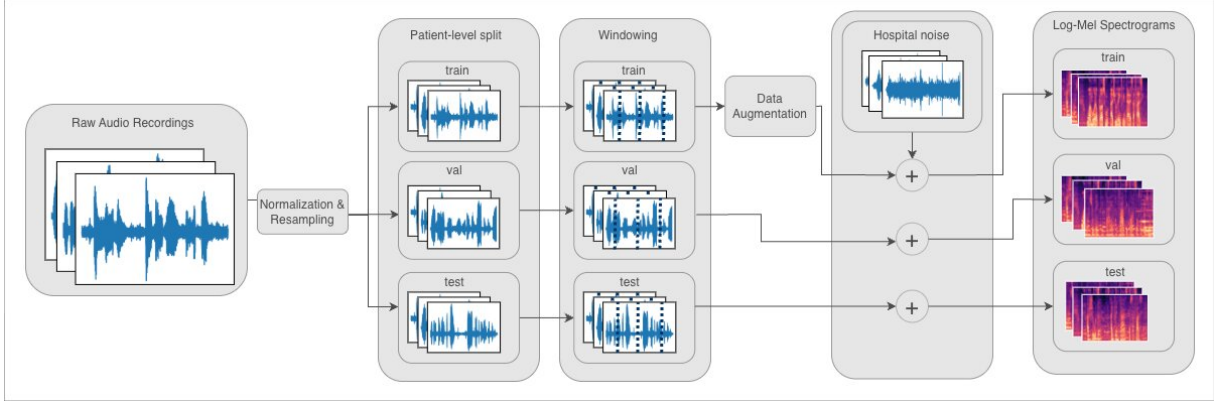 Raw Audio Recordings
Normalization &
Resampling
Patient-level split
train
val
test
Windowing
train
val
test
Data
Augmentation
Hospital noise
+
+
+
Log-Mel Spectrograms
train
val
test